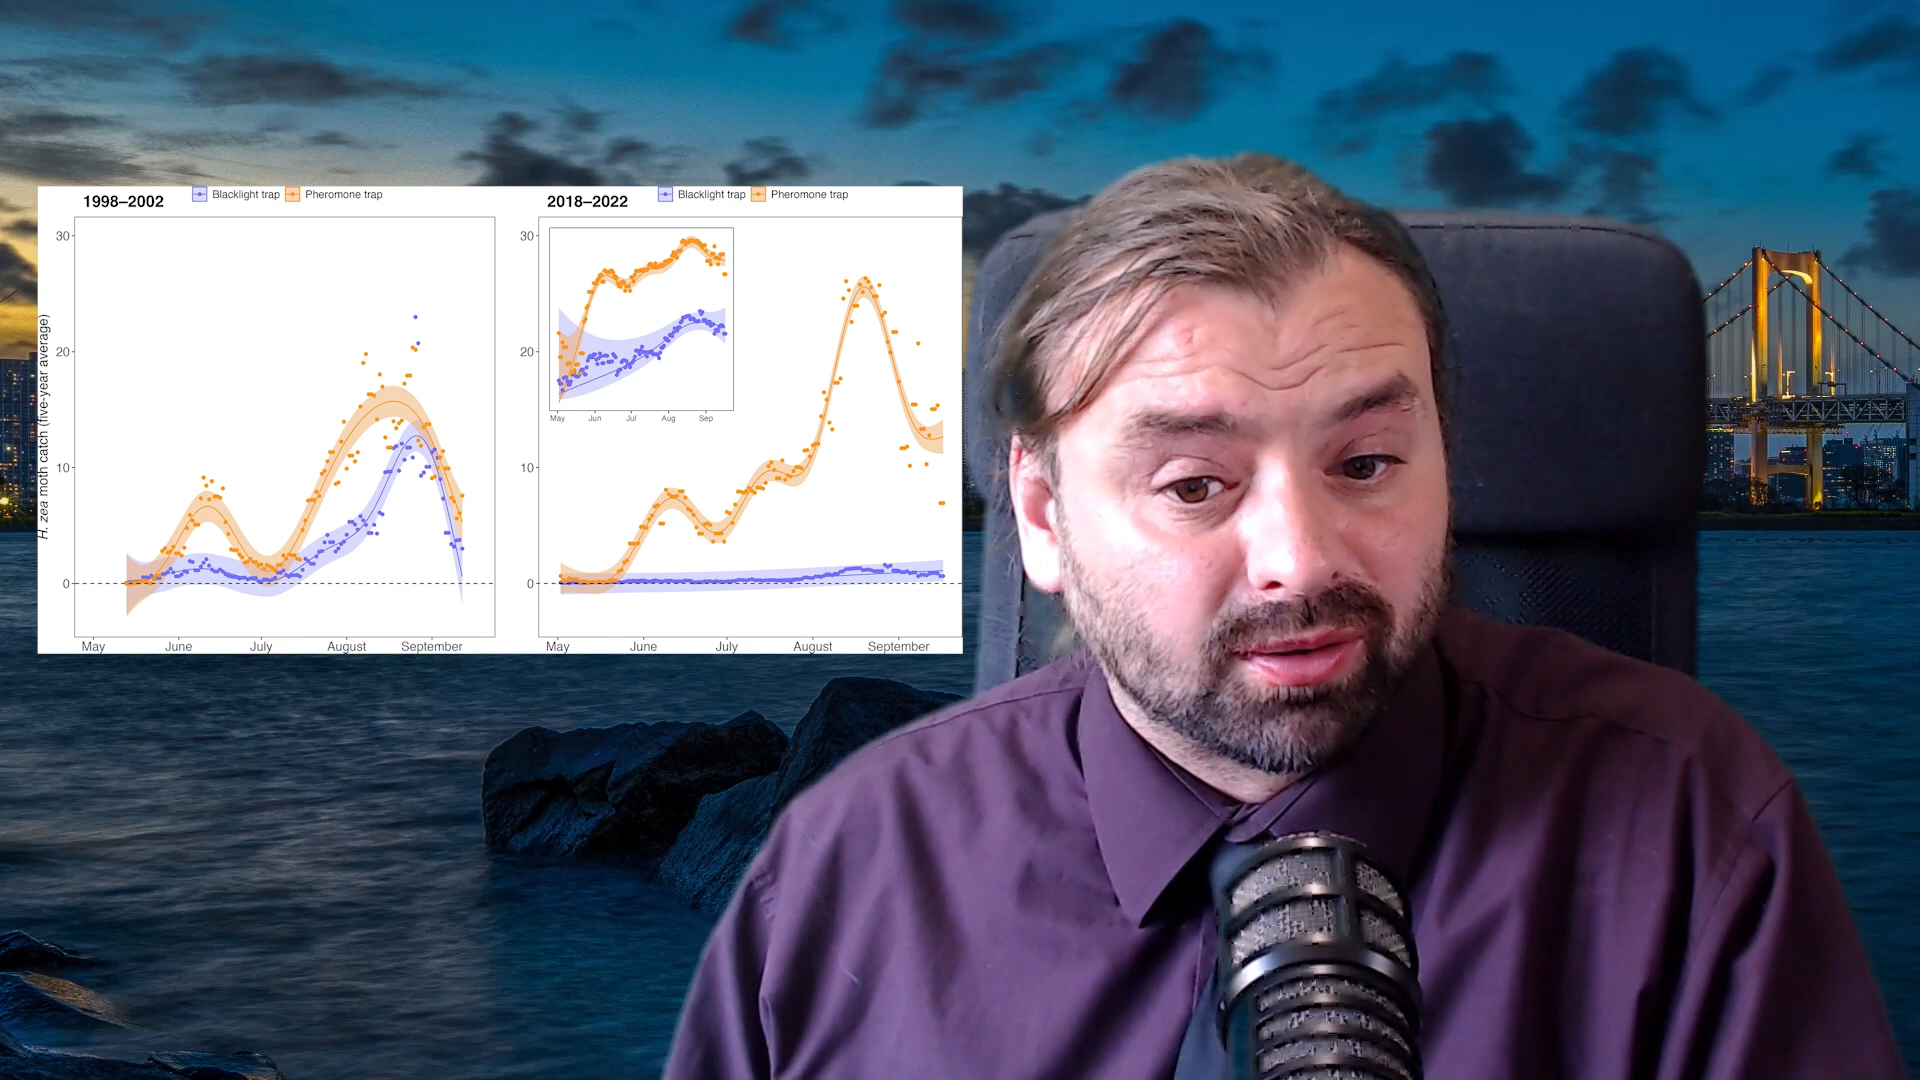 1998–2002
Blacklight trap
Pheromone trap
2018–2022
Blacklight trap
Pheromone trap
H. zea moth catch (five-year average)
30
20
10
0
May
June
July
August
September
30
20
10
0
May
Jun
Jul
Aug
Sep
May
June
July
August
September